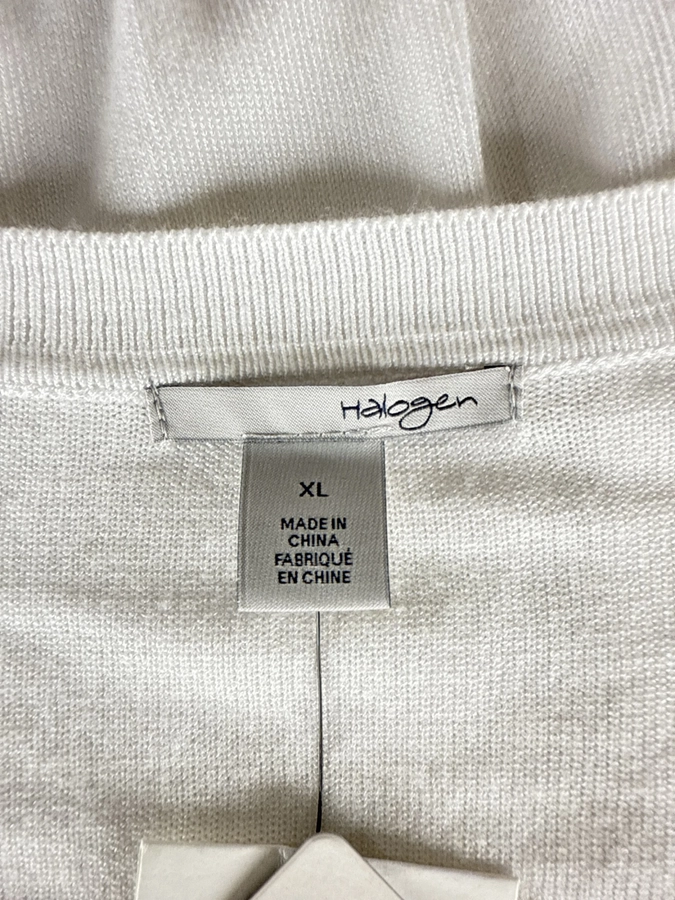 Halogen
XL
MADE IN
CHINA
FABRIQUÉ
EN CHINE